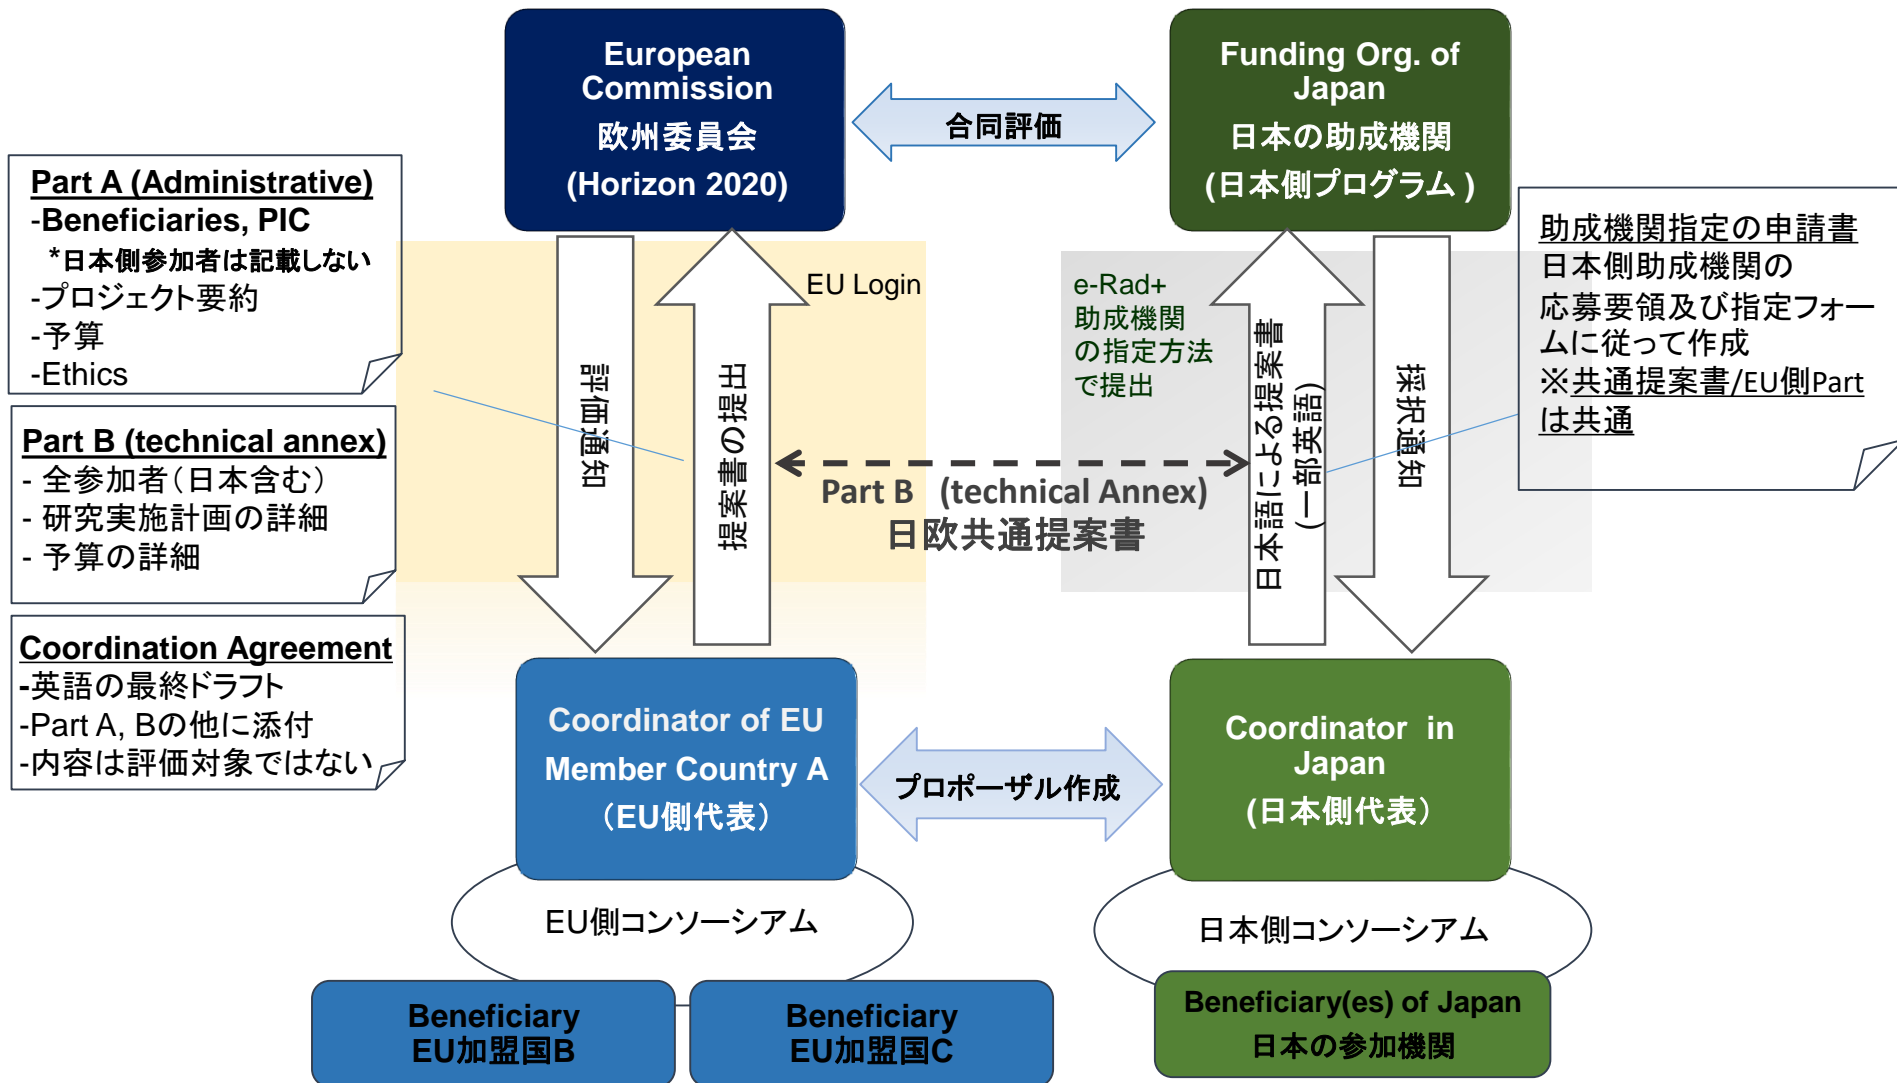 European
Commission
欧州委員会
(Horizon 2020)
合同評価
Funding Org. of
Japan
日本の助成機関
(日本側プログラム )
Part A (Administrative)
-Beneficiaries, PIC
*日本側参加者は記載しない
-プロジェクト要約
-予算
-Ethics
Part B (technical annex)
- 全参加者（日本含む）
- 研究実施計画の詳細
- 予算の詳細
Coordination Agreement
-英語の最終ドラフト
-Part A, Bの他に添付
-内容は評価対象ではない
評価通知
提案書の提出
EU Login
e-Rad+
助成機関
の指定方法
で提出
日本語による提案書
(一部英語)
採択通知
助成機関指定の申請書
日本側助成機関の
応募要領及び指定フォー
ムに従って作成
※共通提案書/EU側Part
は共通
Part B (technical Annex)
日欧共通提案書
Coordinator of EU
Member Country A
（EU側代表）
プロポーザル作成
Coordinator in
Japan
(日本側代表）
EU側コンソーシアム
日本側コンソーシアム
Beneficiary
EU加盟国B
Beneficiary
EU加盟国C
Beneficiary(es) of Japan
日本の参加機関